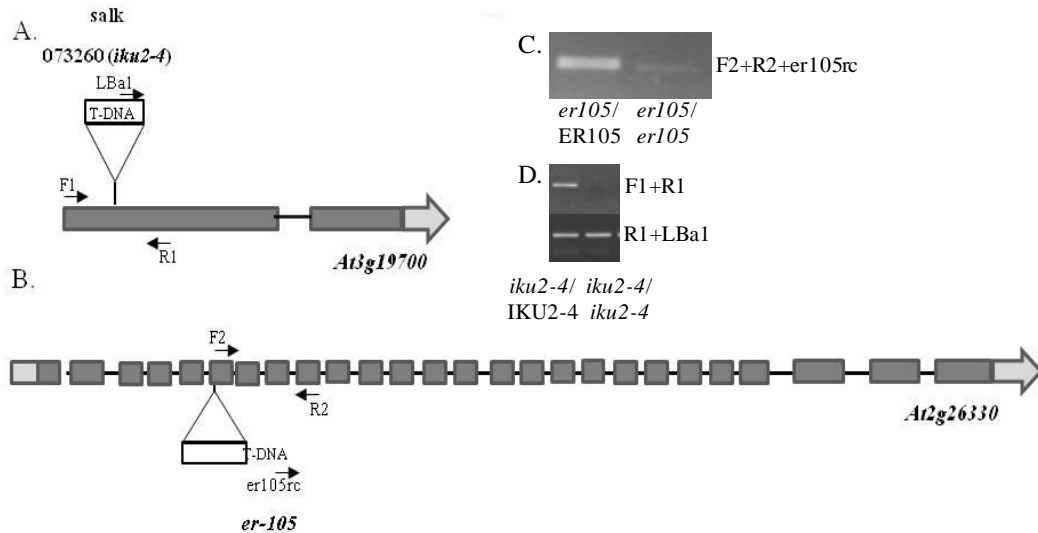 A.
salk
073260 (iku2-4)
LBa1
T-DNA
F1
R1
At3g19700
B.
F2
R2
At2g26330
T-DNA
er105rc
er-105
C.
F2+R2+er105rc
er105/ er105/
ER105 er105
D.
F1+R1
R1+LBa1
iku2-4/ iku2-4/
IKU2-4 iku2-4